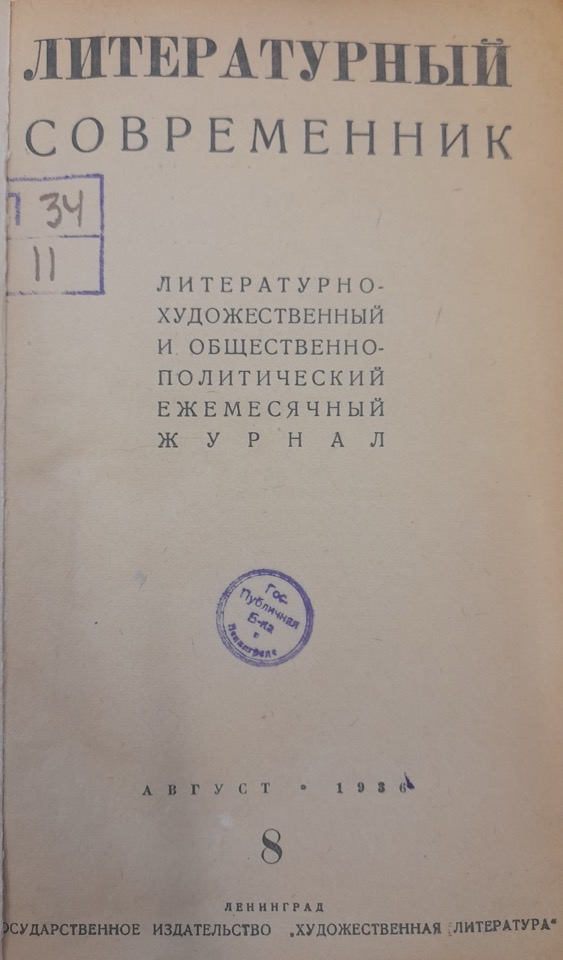 ЛИТЕРАТУРНЫЙ
СОВРЕМЕННИК
П 34
11
ЛИТЕРАТУРНО-
ХУДОЖЕСТВЕННЫЙ
И ОБЩЕСТВЕННО-
ПОЛИТИЧЕСКИЙ
ЕЖЕМЕСЯЧНЫЙ
ЖУРНАЛ
Гос.
Публичная
Б-ка
в
Ленинграде
АВГУСТ • 1936
8
ЛЕНИНГРАД
ОСУДАРСТВЕННОЕ ИЗДАТЕЛЬСТВО „ХУДОЖЕСТВЕННАЯ ЛИТЕРАТУРА"